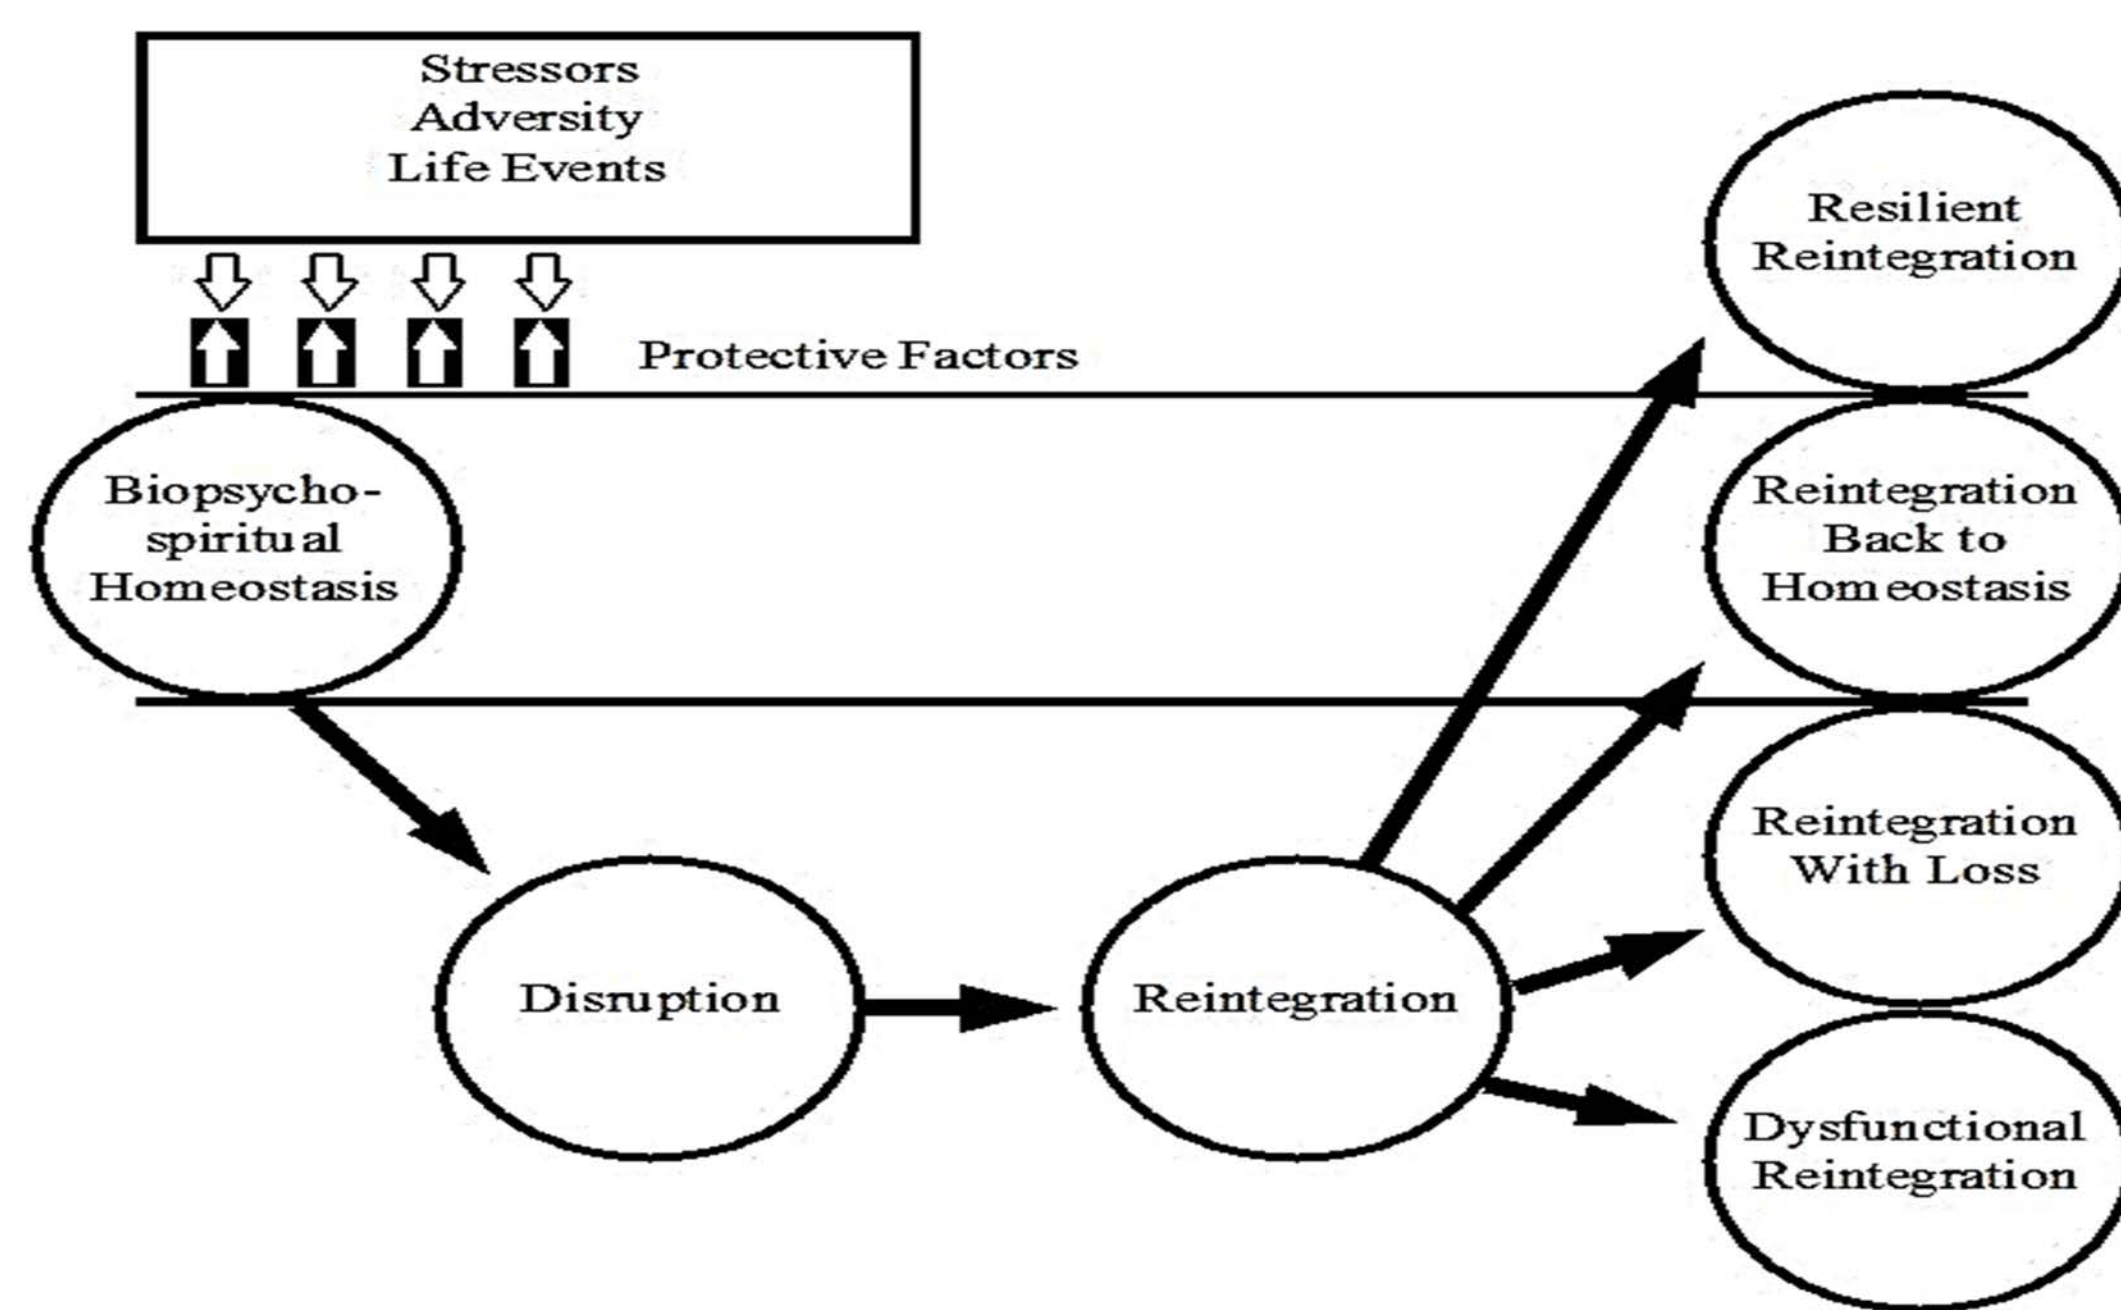 Stressors
Adversity
Life Events
Protective Factors
Biopsycho-
spiritual
Homeostasis
Disruption
Reintegration
Resilient
Reintegration
Reintegration
Back to
Homeostasis
Reintegration
With Loss
Dysfunctional
Reintegration